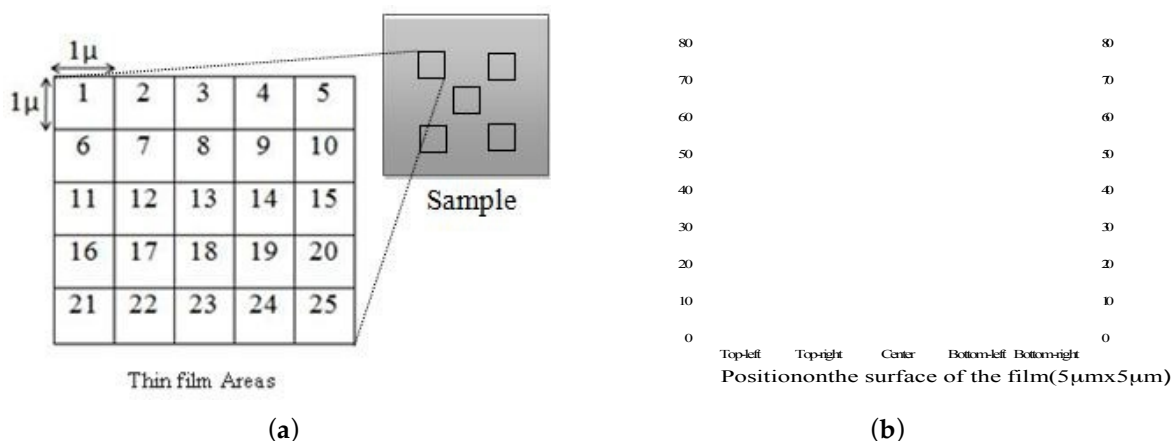 1µ
1µ
1 2 3 4 5
6 7 8 9 10
11 12 13 14 15
16 17 18 19 20
21 22 23 24 25
Thin film Areas
Sample
(a)
80 80
70 70
60 60
50 50
40 40
30 30
20 20
10 10
0 0
Top-left Top-right Center Bottom-left Bottom-right
Positiononthe surface of the film(5µmx5µm)
(b)